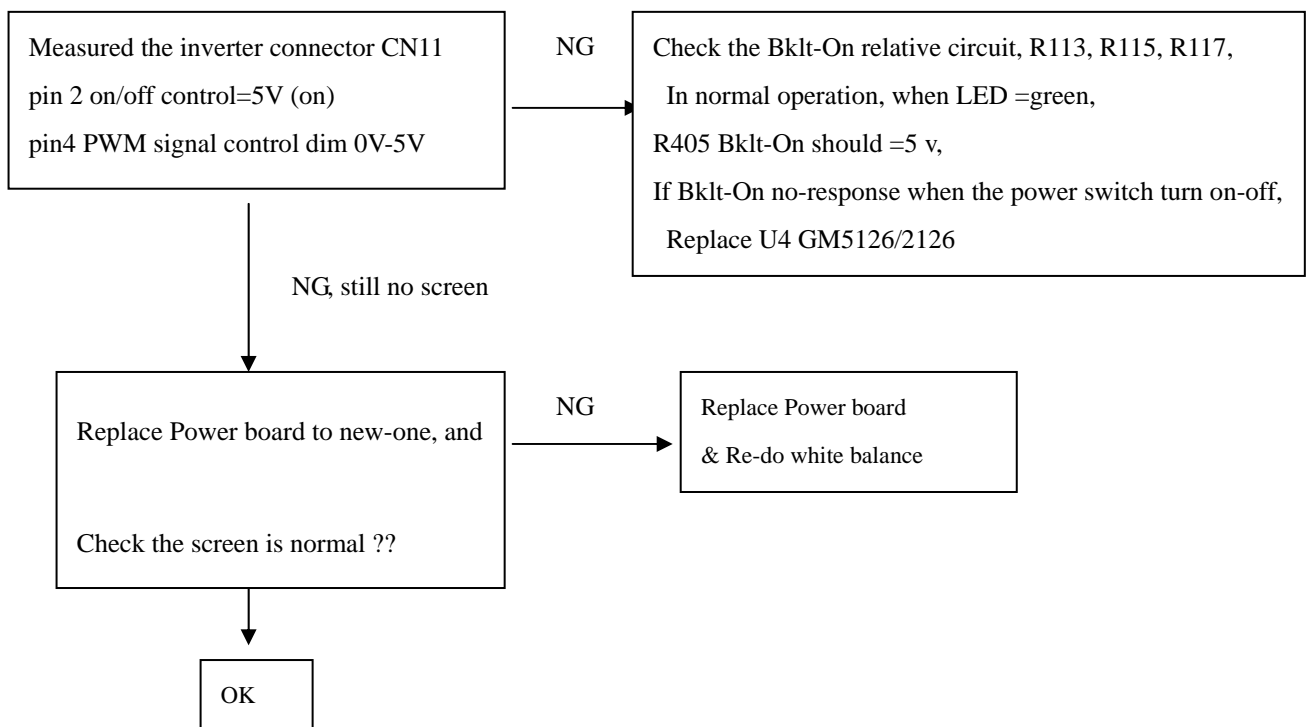 Measured the inverter connector CN11
pin 2 on/off control=5V (on)
pin4 PWM signal control dim 0V-5V
NG
Check the Bklt-On relative circuit, R113, R115, R117,
In normal operation, when LED =green,
R405 Bklt-On should =5 v,
If Bklt-On no-response when the power switch turn on-off,
Replace U4 GM5126/2126
NG, still no screen
Replace Power board to new-one, and
Check the screen is normal ??
NG
Replace Power board
& Re-do white balance
OK